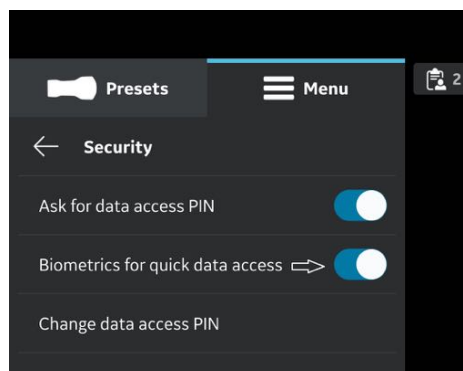 Presets
Menu
2
Security
Ask for data access PIN
Biometrics for quick data access
Change data access PIN